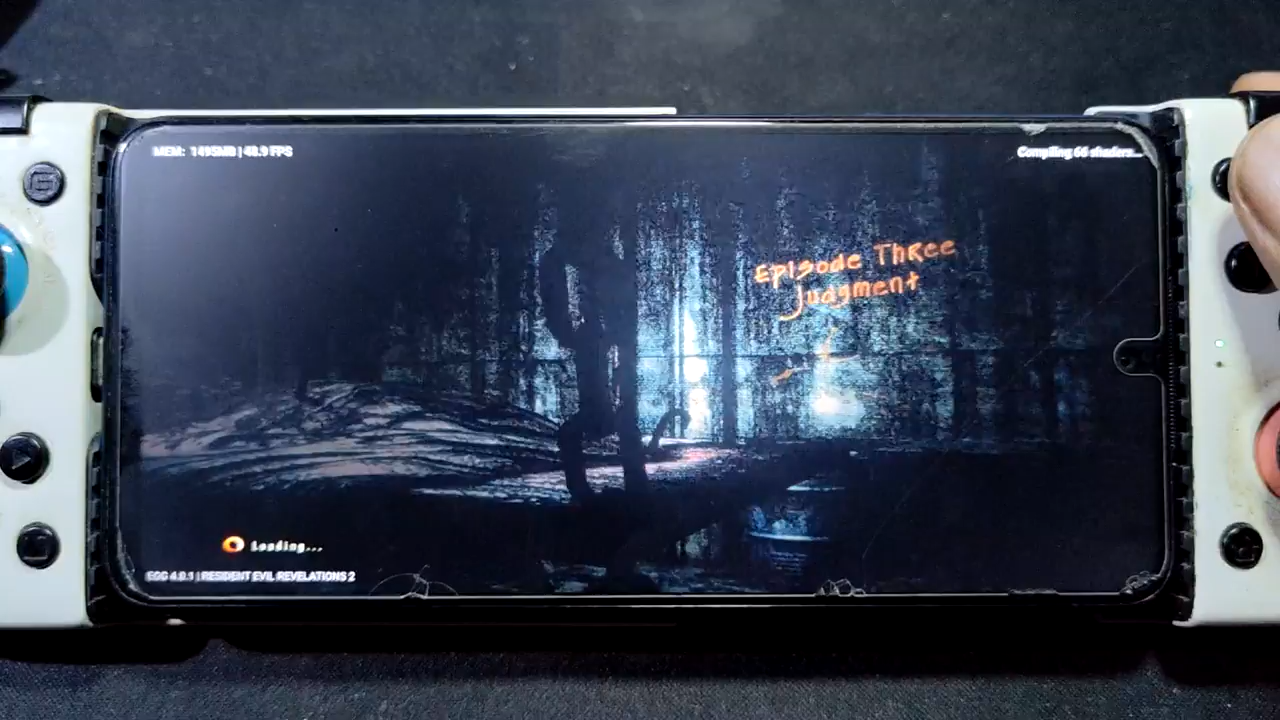 MEM: 1495MB | 48.9 FPS
Compiling 66 shaders...
Episode Three
Judgment
Loading...
EGG 4.0.1 | RESIDENT EVIL REVELATIONS 2